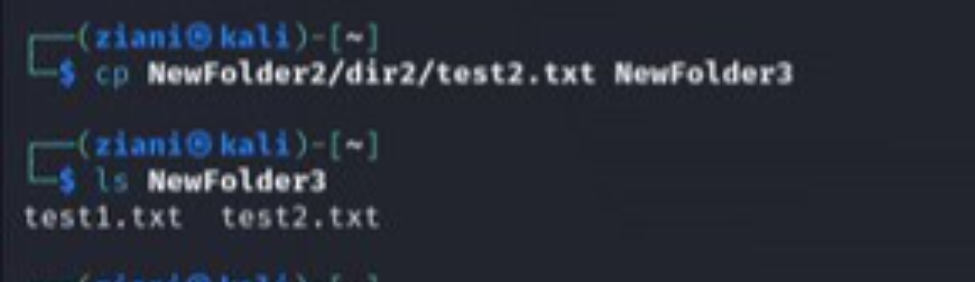 ┌──(ziani㉿kali)-[~]
└─$ cp NewFolder2/dir2/test2.txt NewFolder3
┌──(ziani㉿kali)-[~]
└─$ ls NewFolder3
test1.txt  test2.txt